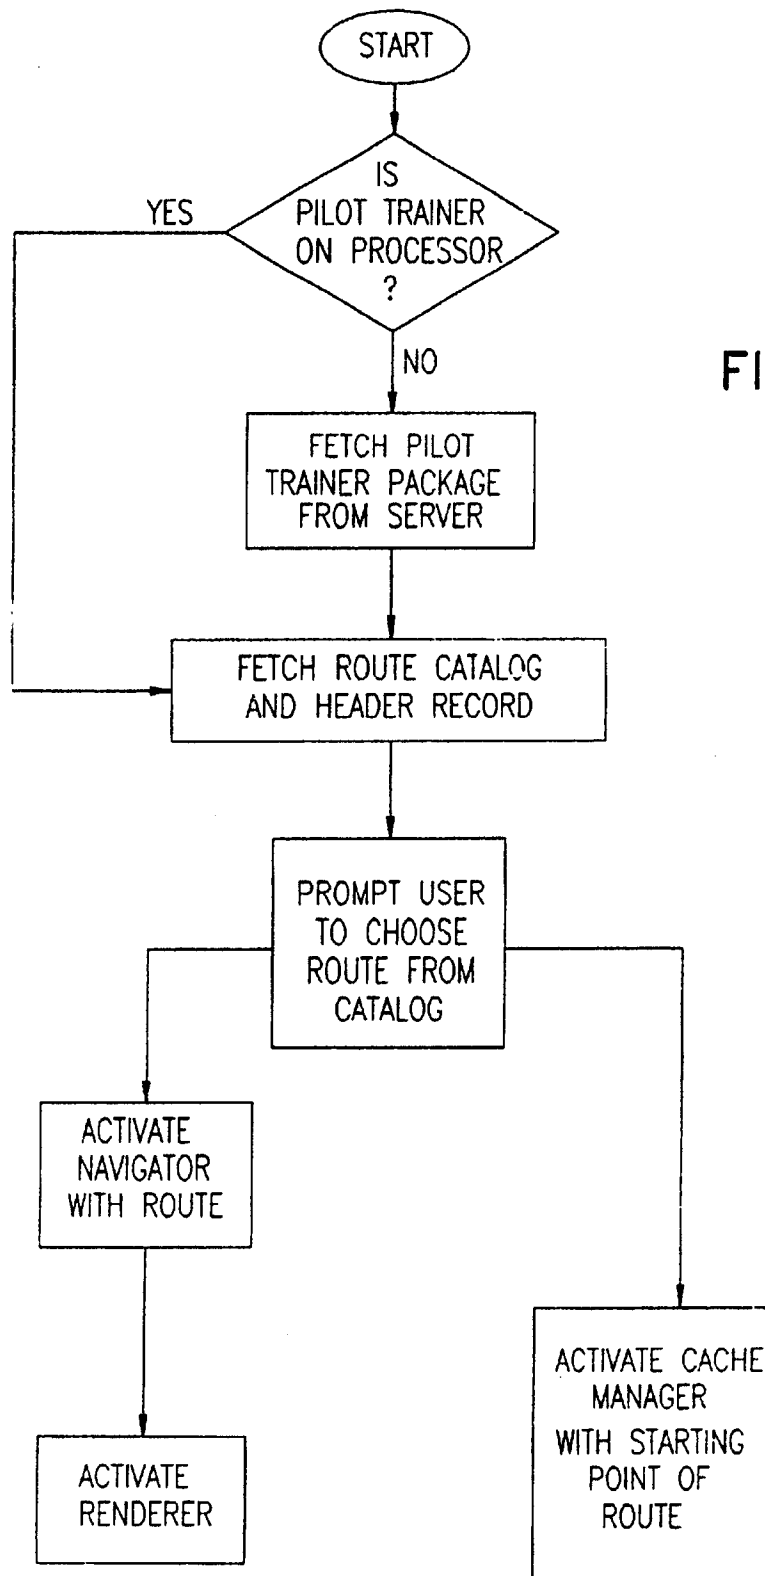 START
IS
PILOT TRAINER
ON PROCESSOR
?
YES
NO
FI
FETCH PILOT
TRAINER PACKAGE
FROM SERVER
FETCH ROUTE CATALOG
AND HEADER RECORD
PROMPT USER
TO CHOOSE
ROUTE FROM
CATALOG
ACTIVATE
NAVIGATOR
WITH ROUTE
ACTIVATE CACHE
MANAGER
WITH STARTING
POINT OF
ROUTE
ACTIVATE
RENDERER